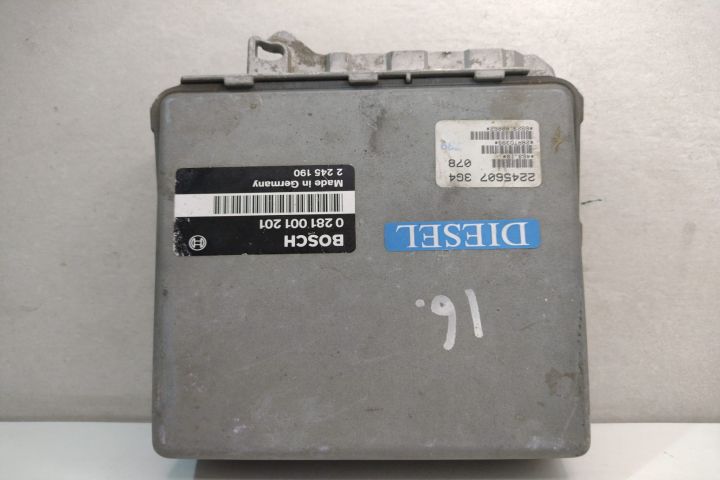 BOSCH
0 281 001 201
Made in Germany
2 245 190
DIESEL
2245607 3G4
078
16.